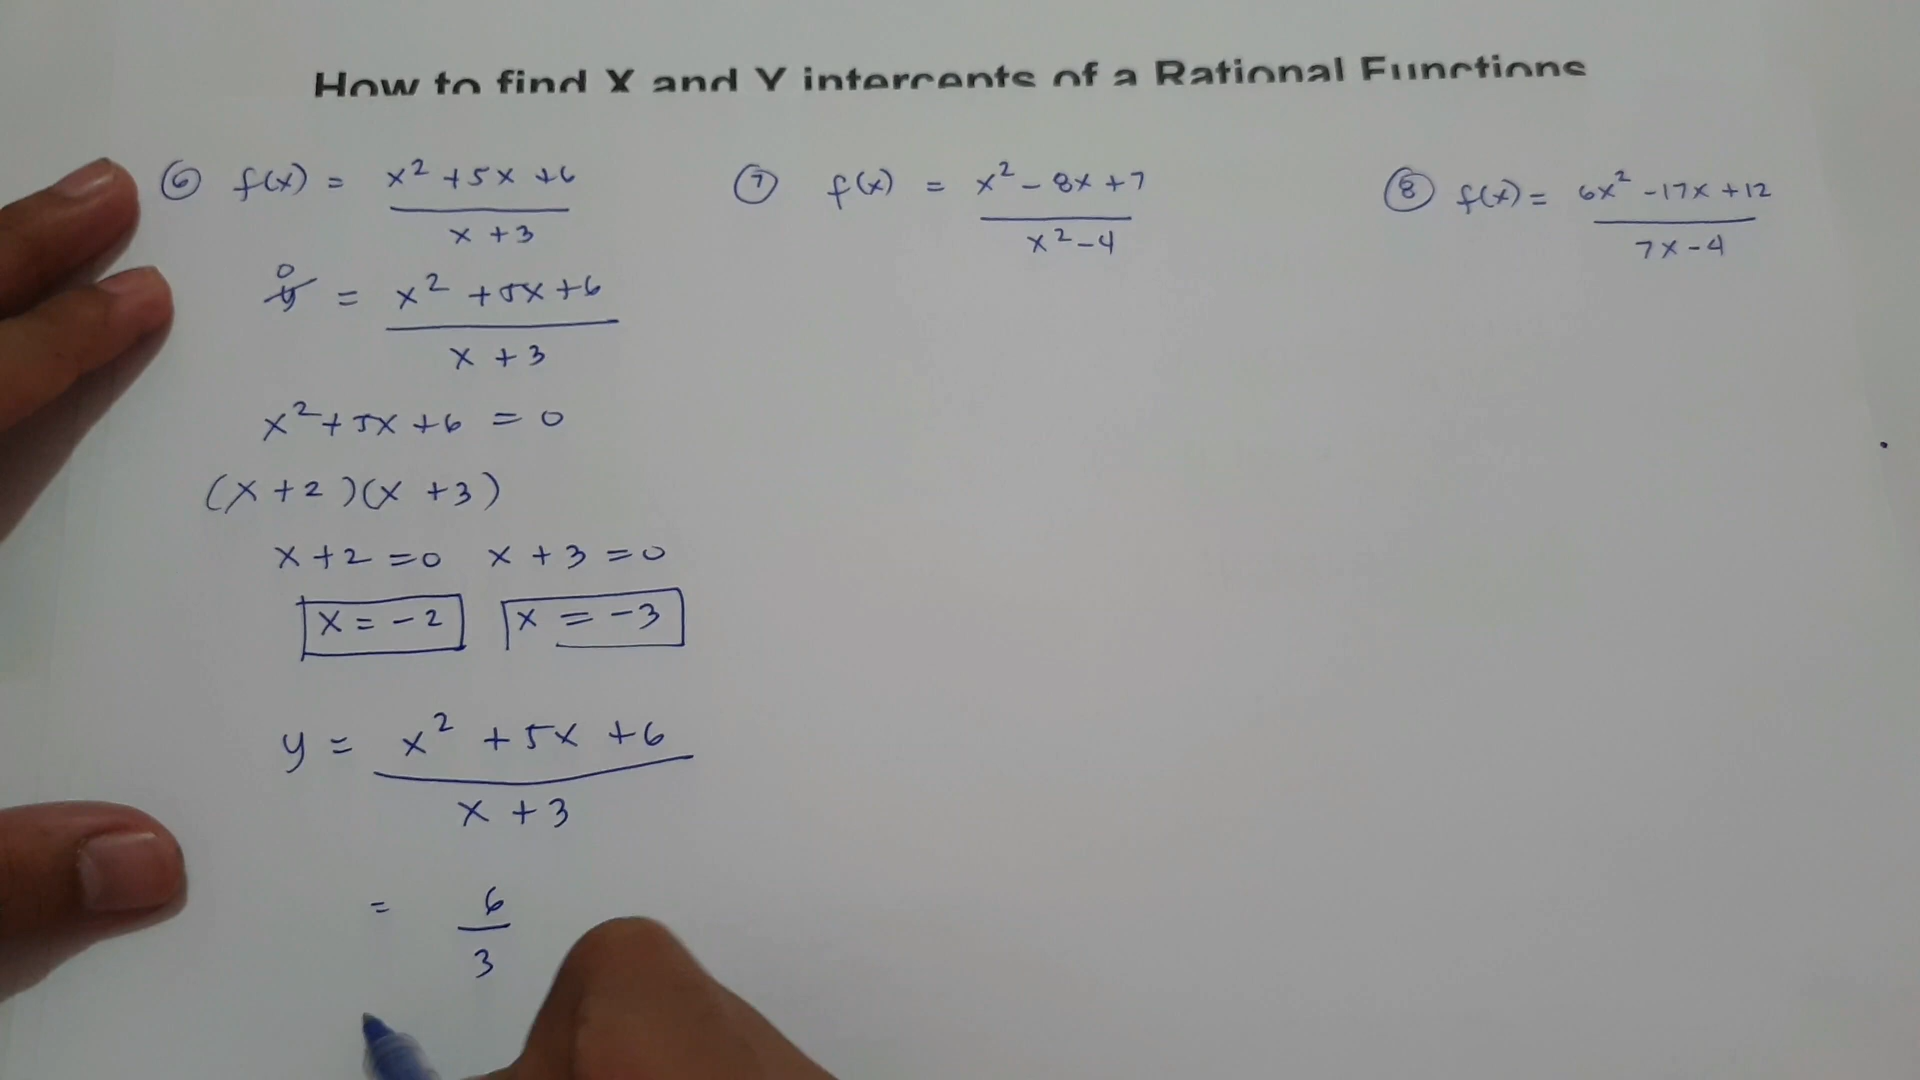 How to find X and Y intercepts of a Rational Functions
⑥ f(x) = x² + 5x + 6
x + 3
0
y = x² + 5x + 6
x + 3
x² + 5x + 6 = 0
(x + 2)(x + 3)
x + 2 = 0 x + 3 = 0
x = -2 x = -3
y = x² + 5x + 6
x + 3
= 6
3
⑦ f(x) = x² - 8x + 7
x² - 4
⑧ f(x) = 6x² - 17x + 12
7x - 4